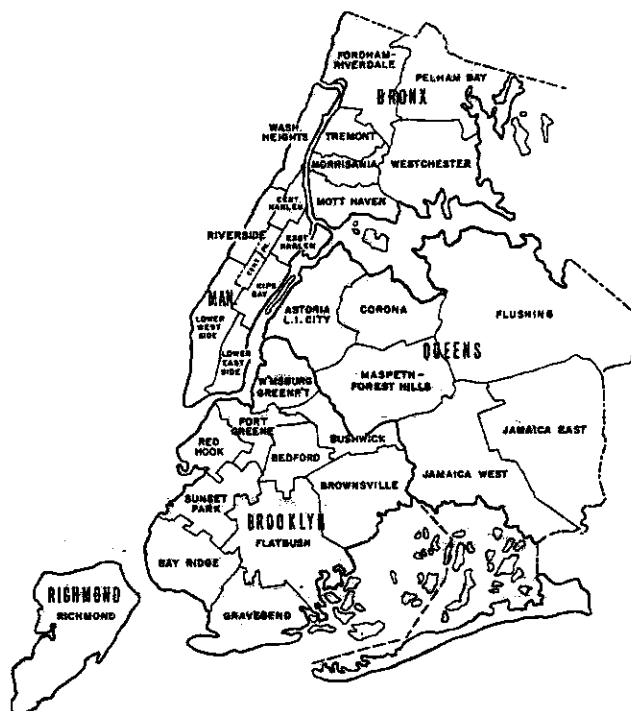 FORDHAM-
RIVERDALE
PELHAM BAY
BRONX
WASH.
HEIGHTS
TREMONT
MORRISANIA
WESTCHESTER
CENT.
HARLEM
MOTT HAVEN
RIVERSIDE
EAST
HARLEM
CENT. PK.
KIPS
BAY
MAN
LOWER
WEST
SIDE
LOWER
EAST
SIDE
ASTORIA
L.I. CITY
CORONA
FLUSHING
QUEENS
MASPETH-
FOREST HILLS
W'MSBURG
GREENP'T
FORT
GREENE
BUSHWICK
RED
HOOK
BEDFORD
JAMAICA EAST
JAMAICA WEST
BROWNSVILLE
SUNSET
PARK
BROOKLYN
FLATBUSH
BAY RIDGE
GRAVESEND
RICHMOND
RICHMOND